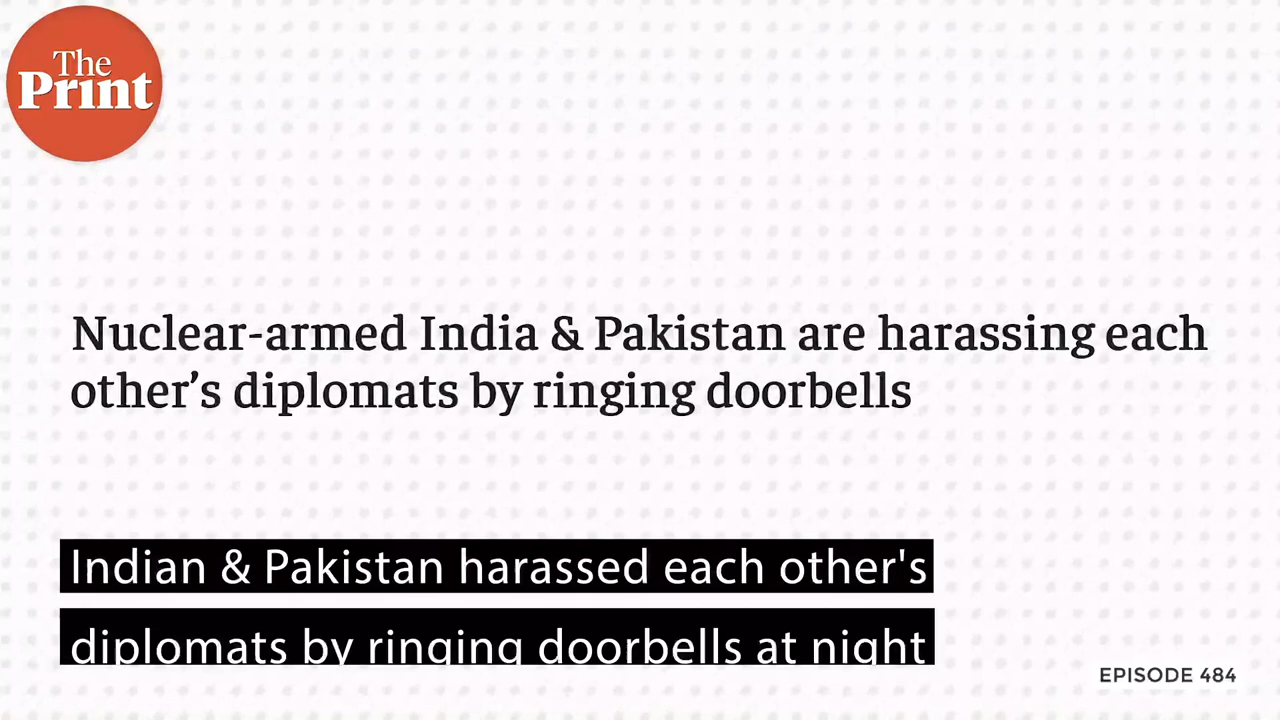 The
Print
Nuclear-armed India & Pakistan are harassing each
other’s diplomats by ringing doorbells
Indian & Pakistan harassed each other's
diplomats by ringing doorbells at night
EPISODE 484